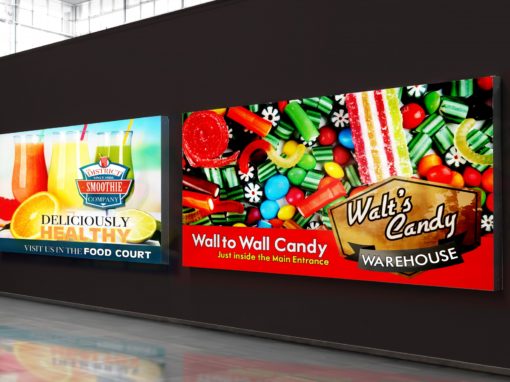 DISTRICT
SMOOTHIE
COMPANY
DELICIOUSLY
HEALTHY
VISIT US IN THE FOOD COURT
Wall to Wall Candy
Just inside the Main Entrance
Walt's
Candy
WAREHOUSE